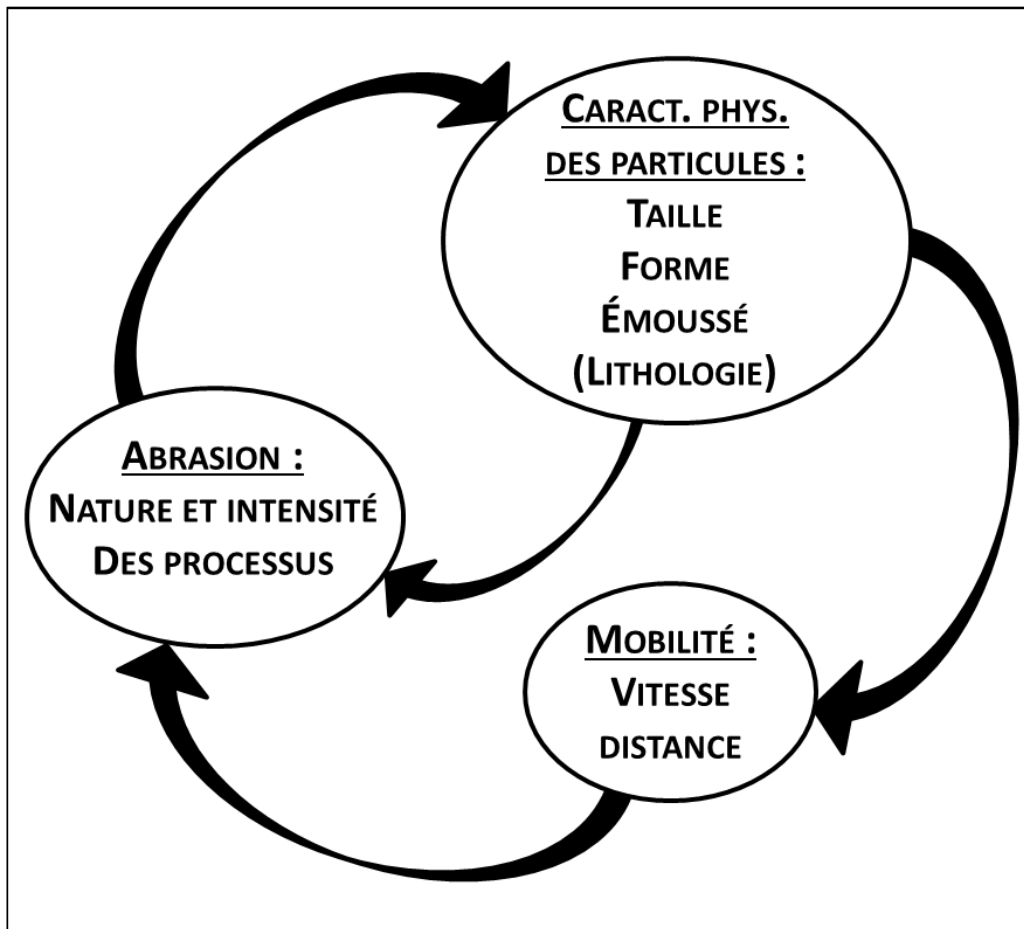 CARACT. PHYS.
DES PARTICULES :
TAILLE
FORME
ÉMOUSSÉ
(LITHOLOGIE)
ABRASION :
NATURE ET INTENSITÉ
DES PROCESSUS
MOBILITÉ :
VITESSE
DISTANCE